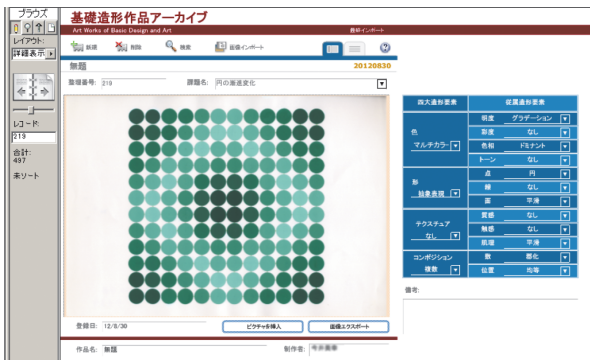 ブラウズ
レイアウト:
詳細表示
レコード:
219
合計:
497
未ソート
基礎造形作品アーカイブ
Art Works of Basic Design and Art
教材インポート
新規
削除
検索
画像インポート
無題
20120830
整理番号: 219
課題名: 円の漸進変化
四大造形要素
従属造形要素
色
マルチカラー
明度 グラデーション
彩度 なし
色相 ドミナント
トーン なし
形
抽象表現
点 円
線 なし
面 平滑
テクスチュア
なし
質感 なし
触感 なし
肌理 平滑
コンポジション
複数
数 群化
位置 均等
備考:
登録日: 12/8/30
ピクチャを挿入
画像エクスポート
作品名: 無題
制作者: